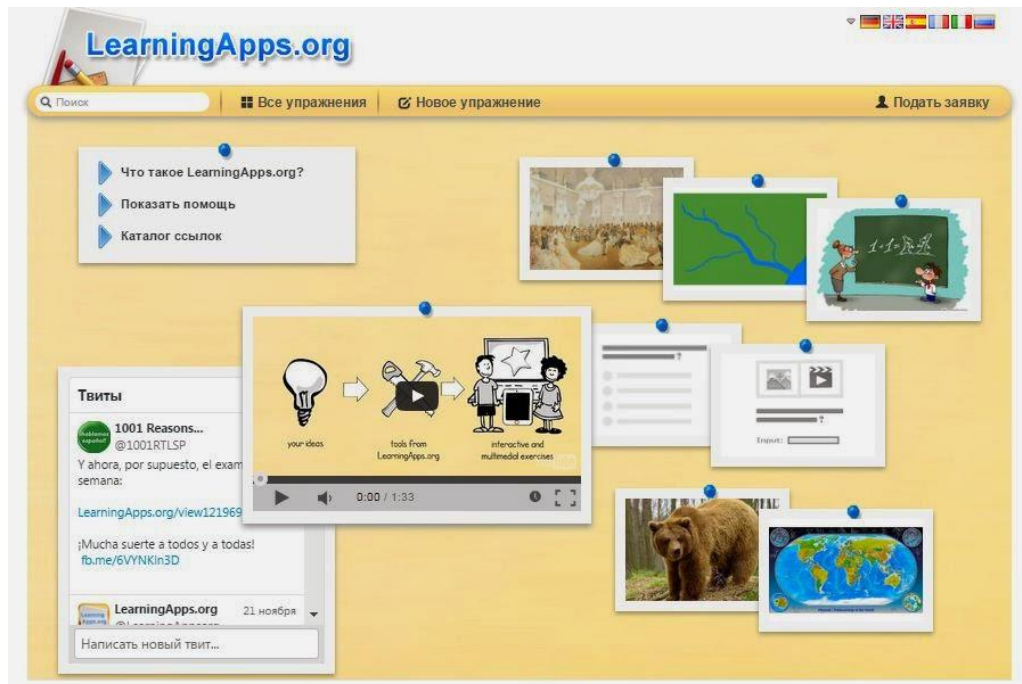 LearningApps.org
Поиск
Все упражнения
Новое упражнение
Подать заявку
Что такое LearningApps.org?
Показать помощь
Каталог ссылок
1+1=
your ideas
tools from
LearningApps.org
interactive and
multimedial exercises
0:00 / 1:33
?
?
Input:
Твиты
1001 Reasons...
@1001RTLSP
Y ahora, por supuesto, el exam
semana:
LearningApps.org/view121969
¡Mucha suerte a todos y a todas!
fb.me/6VYNKln3D
LearningApps.org 21 ноября
Написать новый твит...